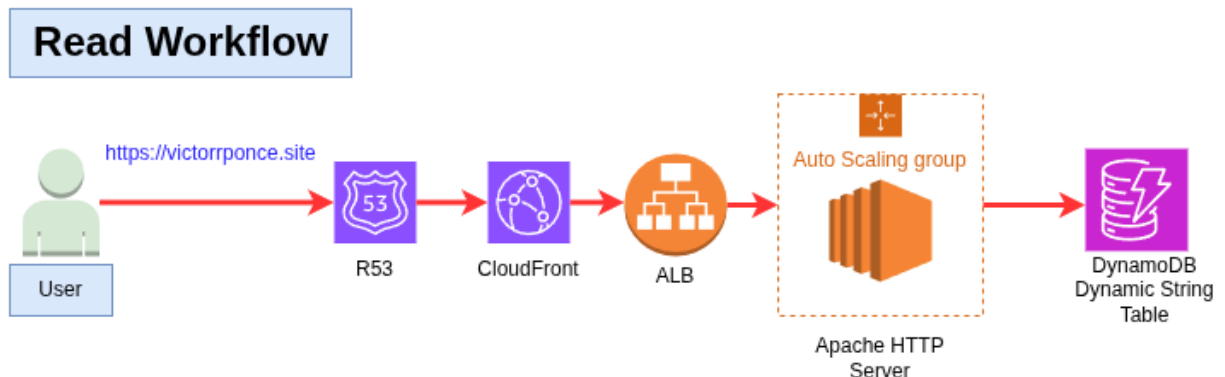 Read Workflow
https://victorrponce.site
User
53
R53
CloudFront
ALB
Auto Scaling group
Apache HTTP
Server
DynamoDB
Dynamic String
Table